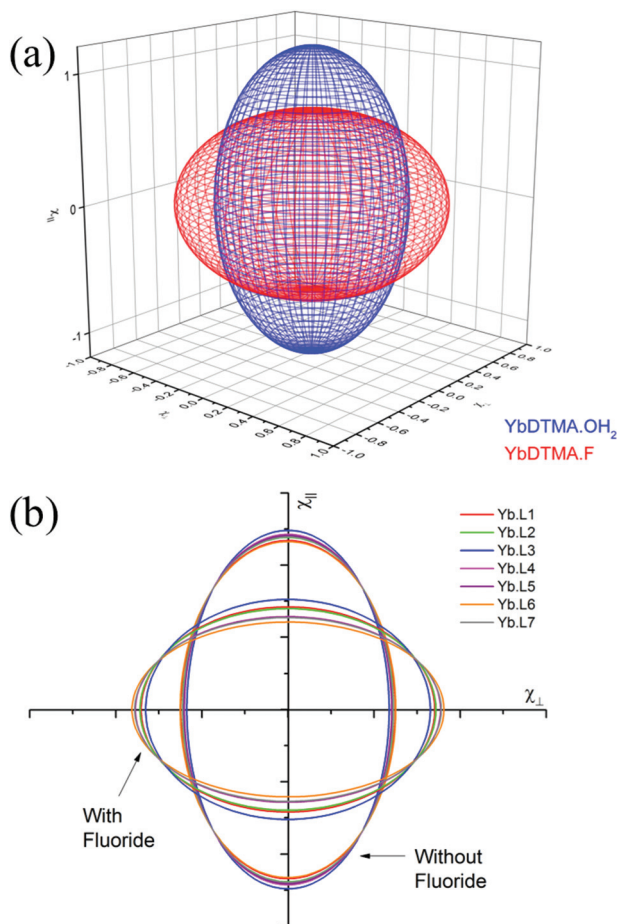 (a)
1
0
-1
χ||
-1.0
-0.8
-0.6
-0.4
-0.2
0.0
0.2
0.4
0.6
0.8
1.0
-1.0
-0.8
-0.6
-0.4
-0.2
0.0
0.2
0.4
0.6
0.8
1.0
χ⊥
YbDTMA.OH₂
YbDTMA.F
(b)
χ||
Yb.L1
Yb.L2
Yb.L3
Yb.L4
Yb.L5
Yb.L6
Yb.L7
χ⊥
With
Fluoride
Without
Fluoride